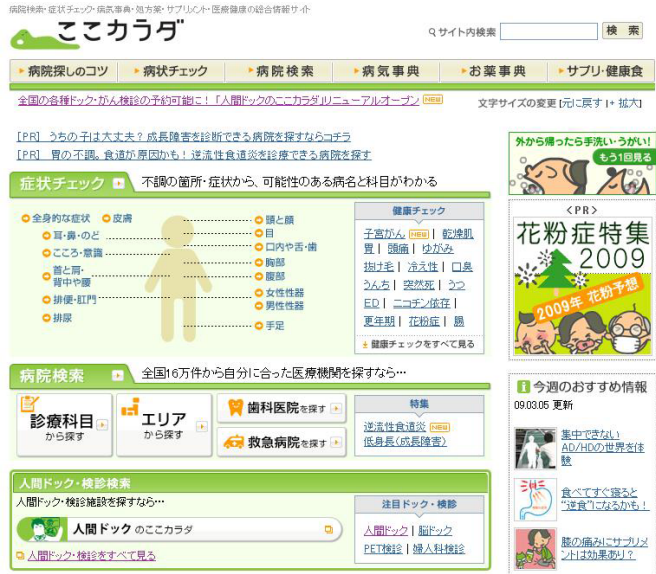 病院検索・症状チェック・病気事典・処方薬・サプリメント・医療健康の総合情報サイト
ここカラダ
サイト内検索
検 索
病院探しのコツ
病状チェック
病院検索
病気事典
お薬事典
サプリ・健康食
全国の各種ドック・がん検診の予約可能に!「人間ドックのここカラダ」リニューアルオープン NEW
文字サイズの変更 [元に戻す |+ 拡大]
[PR] うちの子は大丈夫?成長障害を診断できる病院を探すならコチラ
[PR] 胃の不調。食道が原因かも!逆流性食道炎を診療できる病院を探す
症状チェック
不調の箇所・症状から、可能性のある病名と科目がわかる
全身的な症状
皮膚
耳・鼻・のど
こころ・意識
首と肩・
背中や腰
排便・肛門
排尿
頭と顔
目
口内や舌・歯
胸部
腹部
女性性器
男性性器
手足
健康チェック
子宮がん NEW | 乾燥肌
胃 | 頭痛 | ゆがみ
抜け毛 | 冷え性 | 口臭
うんち | 突然死 | うつ
ED | ニコチン依存 |
更年期 | 花粉症 | 腸
健康チェックをすべて見る
病院検索
全国16万件から自分に合った医療機関を探すなら…
診療科目
から探す
エリア
から探す
歯科医院を探す
救急病院を探す
特集
逆流性食道炎 NEW
低身長(成長障害)
人間ドック・検診検索
人間ドック・検診施設を探すなら…
人間ドック のここカラダ
人間ドック・検診をすべて見る
注目ドック・検診
人間ドック | 脳ドック
PET検診 | 婦人科検診
外から帰ったら手洗い・うがい!
もう1回見る
<PR>
花粉症特集
2009
2009年 花粉予想
今週のおすすめ情報
09.03.05 更新
集中できない
AD/HDの世界を体
験
食べてすぐ寝ると
“逆食”になるかも!
膝の痛みにサプリメ
ントは効果あり?